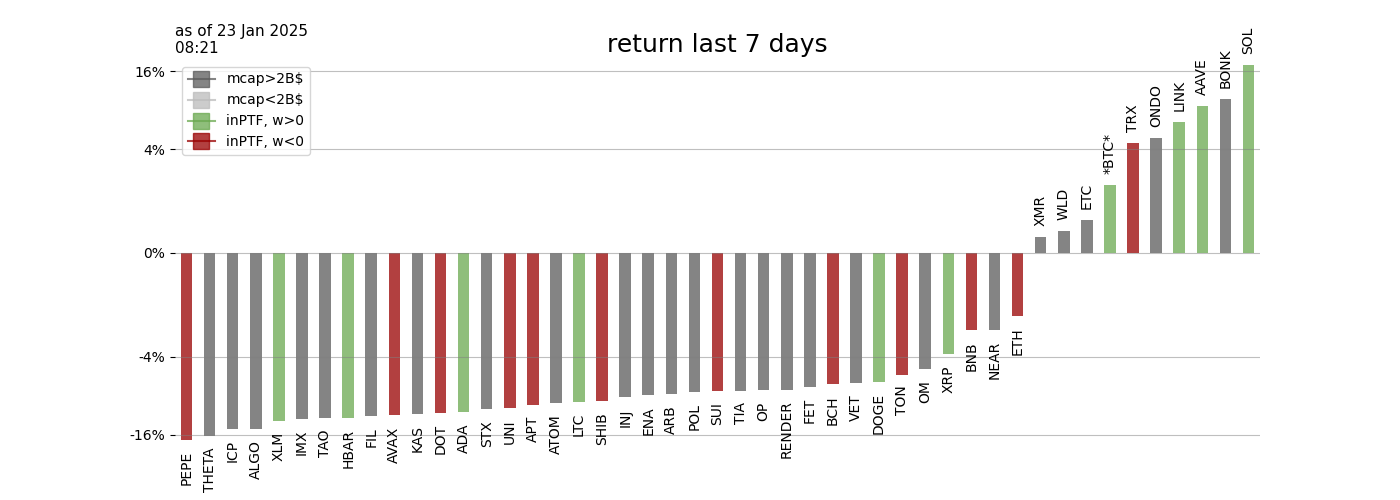 as of 23 Jan 2025
08:21
return last 7 days
mcap>2B$
mcap<2B$
inPTF, w>0
inPTF, w<0
16%
4%
0%
-4%
-16%
PEPE
THETA
ICP
ALGO
XLM
IMX
TAO
HBAR
FIL
AVAX
KAS
DOT
ADA
STX
UNI
APT
ATOM
LTC
SHIB
INJ
ENA
ARB
POL
SUI
TIA
OP
RENDER
FET
BCH
VET
DOGE
TON
OM
XRP
BNB
NEAR
ETH
XMR
WLD
ETC
*BTC*
TRX
ONDO
LINK
AAVE
BONK
SOL